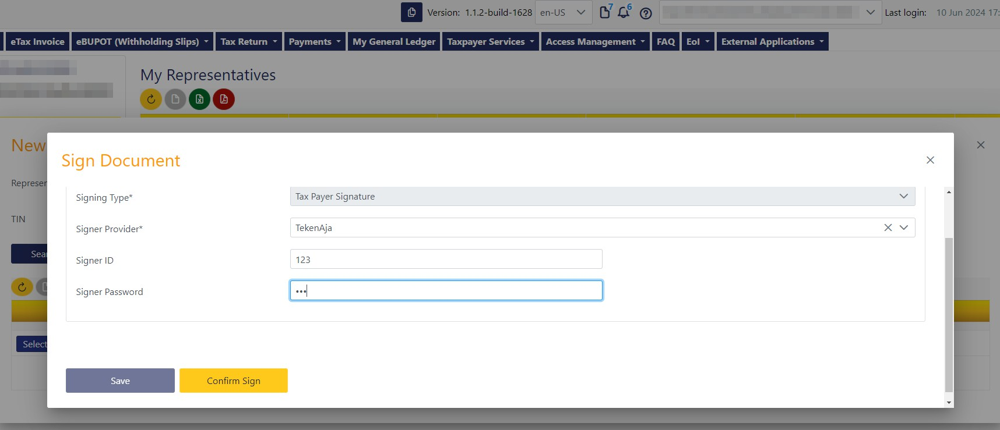 Version: 1.1.2-build-1628 en-US 7 6 Last login: 10 Jun 2024 17:
eTax Invoice eBUPOT (Withholding Slips) Tax Return Payments My General Ledger Taxpayer Services Access Management FAQ EoI External Applications
My Representatives
New
Sign Document
Represen
Signing Type* Tax Payer Signature
TIN
Signer Provider* TekenAja
Sear
Signer ID 123
Signer Password •••
Select
Save Confirm Sign